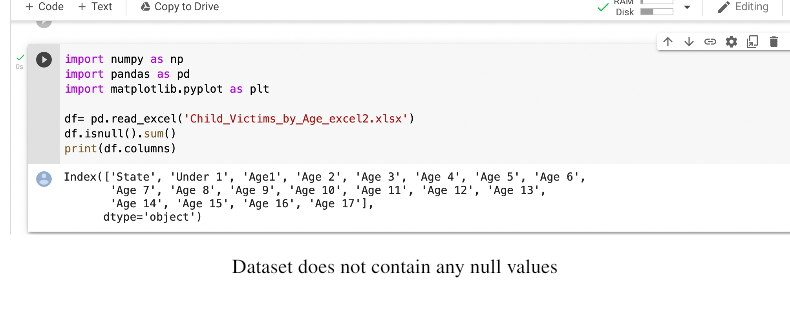 + Code + Text Copy to Drive
RAM
Disk
Editing
0s
import numpy as np
import pandas as pd
import matplotlib.pyplot as plt
df= pd.read_excel('Child_Victims_by_Age_excel2.xlsx')
df.isnull().sum()
print(df.columns)
Index(['State', 'Under 1', 'Age1', 'Age 2', 'Age 3', 'Age 4', 'Age 5', 'Age 6',
'Age 7', 'Age 8', 'Age 9', 'Age 10', 'Age 11', 'Age 12', 'Age 13',
'Age 14', 'Age 15', 'Age 16', 'Age 17'],
dtype='object')
Dataset does not contain any null values